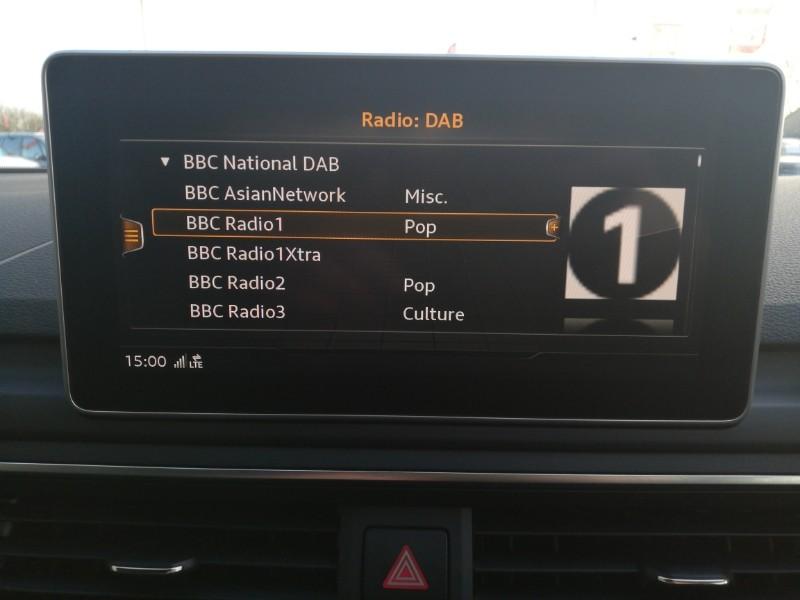 Radio: DAB
▼ BBC National DAB
BBC AsianNetwork Misc.
BBC Radio1 Pop
BBC Radio1Xtra
BBC Radio2 Pop
BBC Radio3 Culture
1
15:00 LTE